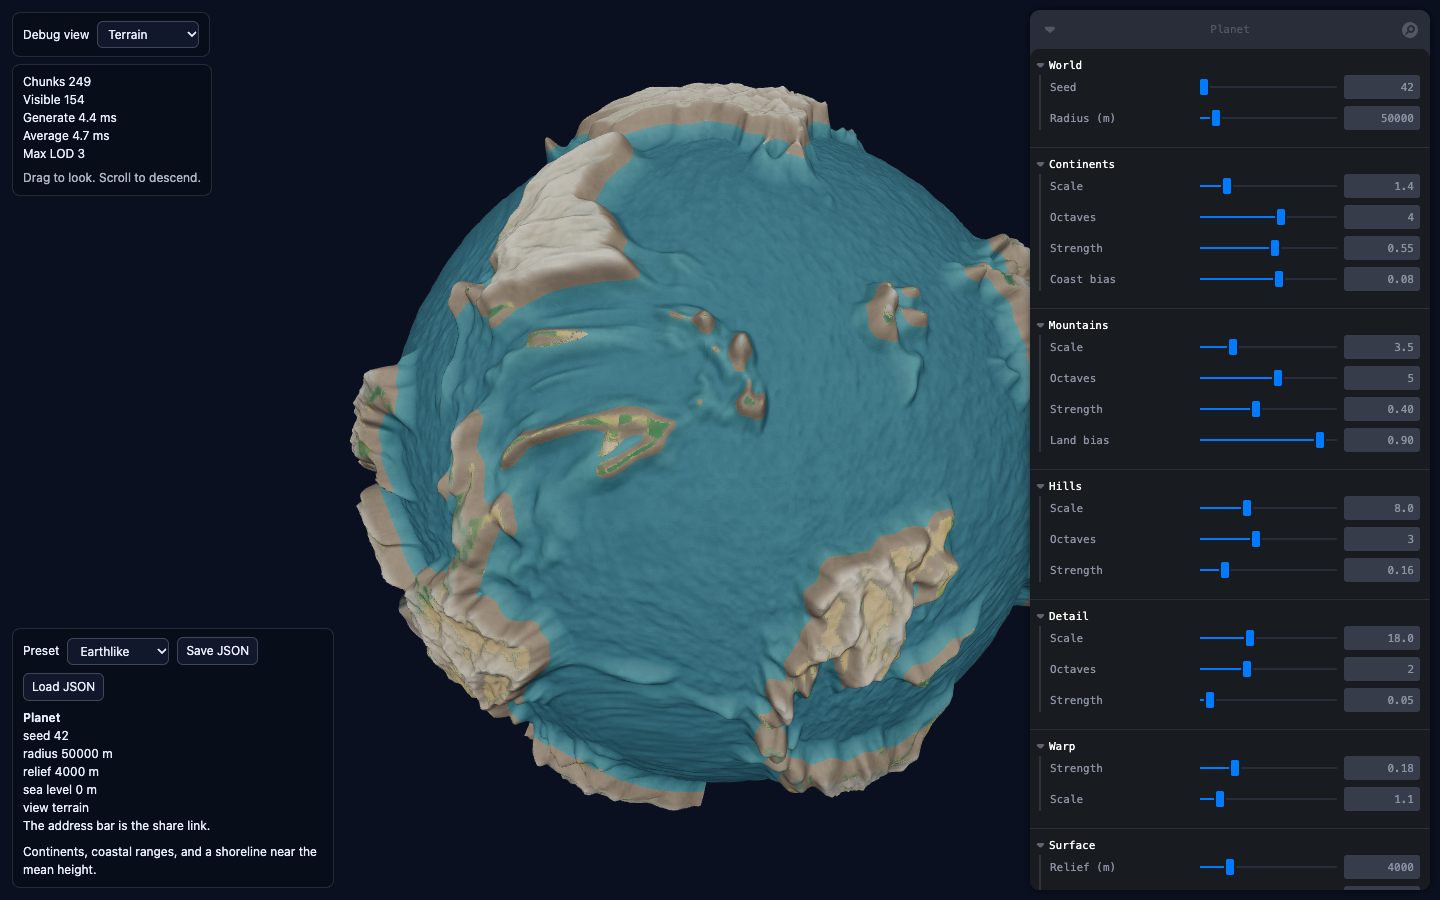 Debug view Terrain
Chunks 249
Visible 154
Generate 4.4 ms
Average 4.7 ms
Max LOD 3
Drag to look. Scroll to descend.
Preset Earthlike Save JSON
Load JSON
Planet
seed 42
radius 50000 m
relief 4000 m
sea level 0 m
view terrain
The address bar is the share link.
Continents, coastal ranges, and a shoreline near the
mean height.
Planet
World
Seed 42
Radius (m) 50000
Continents
Scale 1.4
Octaves 4
Strength 0.55
Coast bias 0.08
Mountains
Scale 3.5
Octaves 5
Strength 0.40
Land bias 0.90
Hills
Scale 8.0
Octaves 3
Strength 0.16
Detail
Scale 18.0
Octaves 2
Strength 0.05
Warp
Strength 0.18
Scale 1.1
Surface
Relief (m) 4000